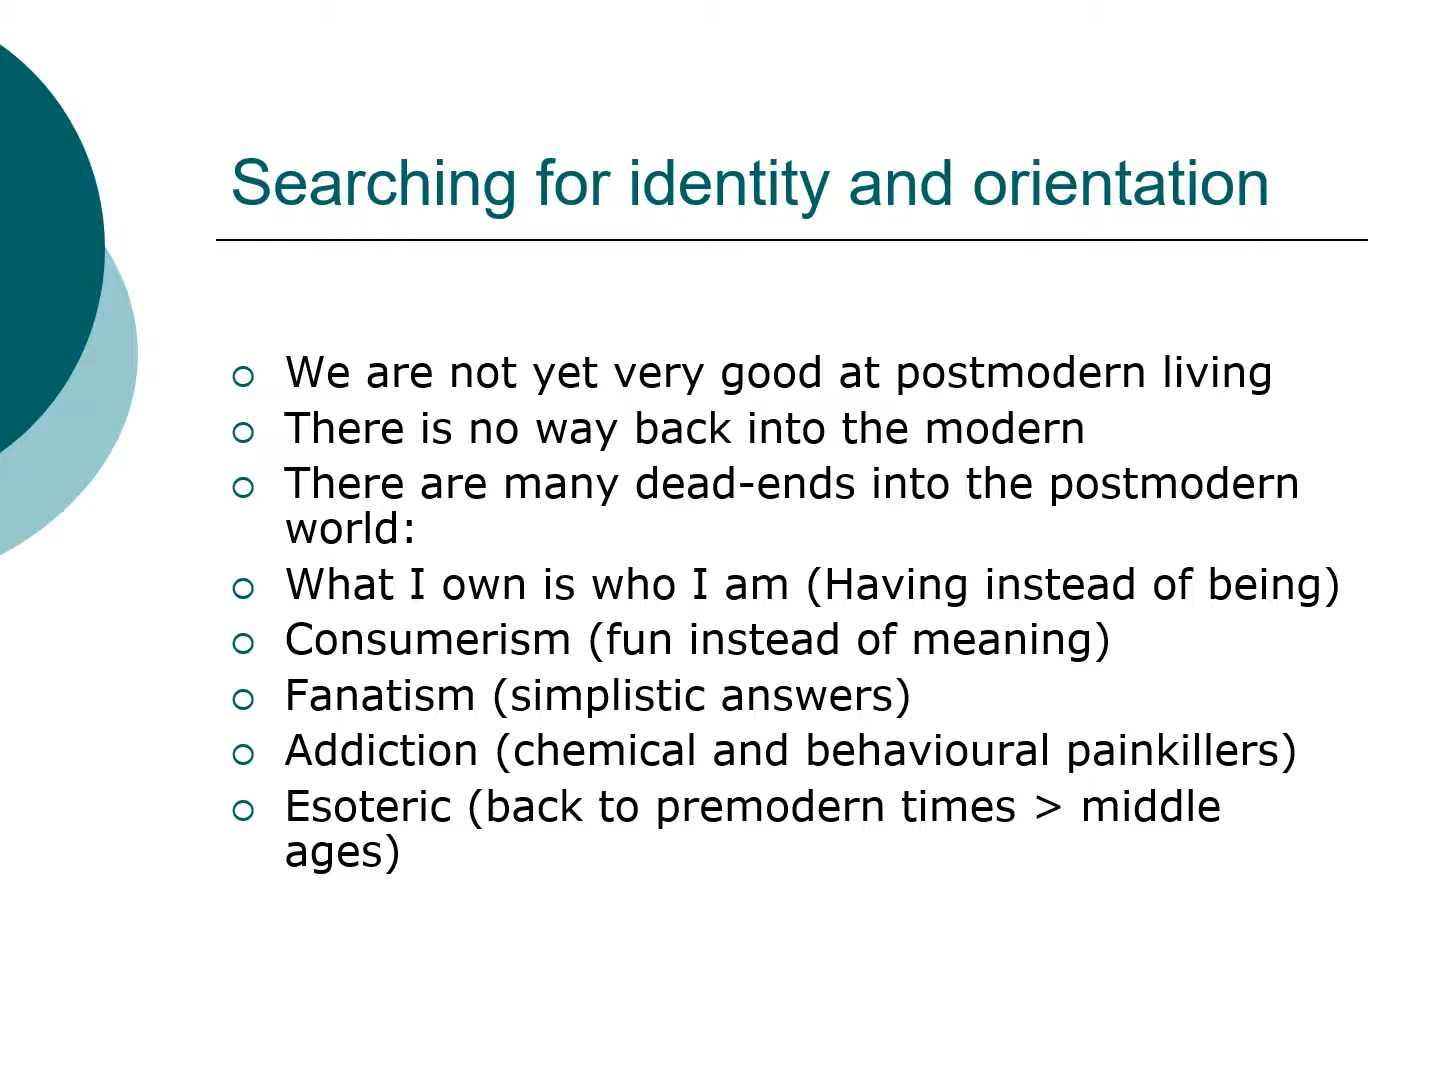 Searching for identity and orientation
We are not yet very good at postmodern living
There is no way back into the modern
There are many dead-ends into the postmodern
world:
What I own is who I am (Having instead of being)
Consumerism (fun instead of meaning)
Fanatism (simplistic answers)
Addiction (chemical and behavioural painkillers)
Esoteric (back to premodern times > middle
ages)